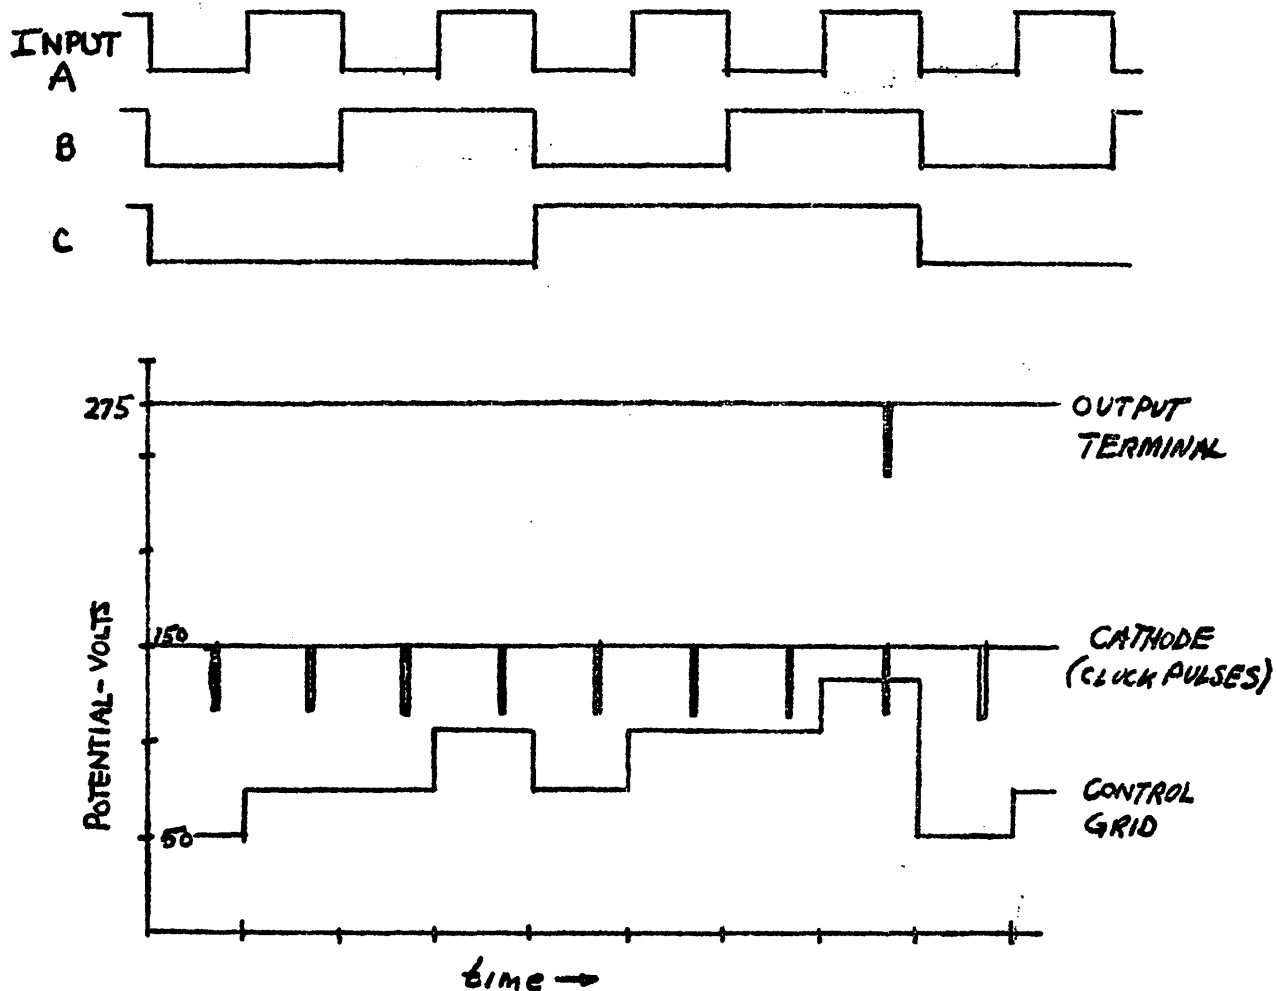 INPUT
A
B
C
275
OUTPUT
TERMINAL
POTENTIAL-VOLTS
150
CATHODE
(CLOCK PULSES)
CONTROL
GRID
50
time →